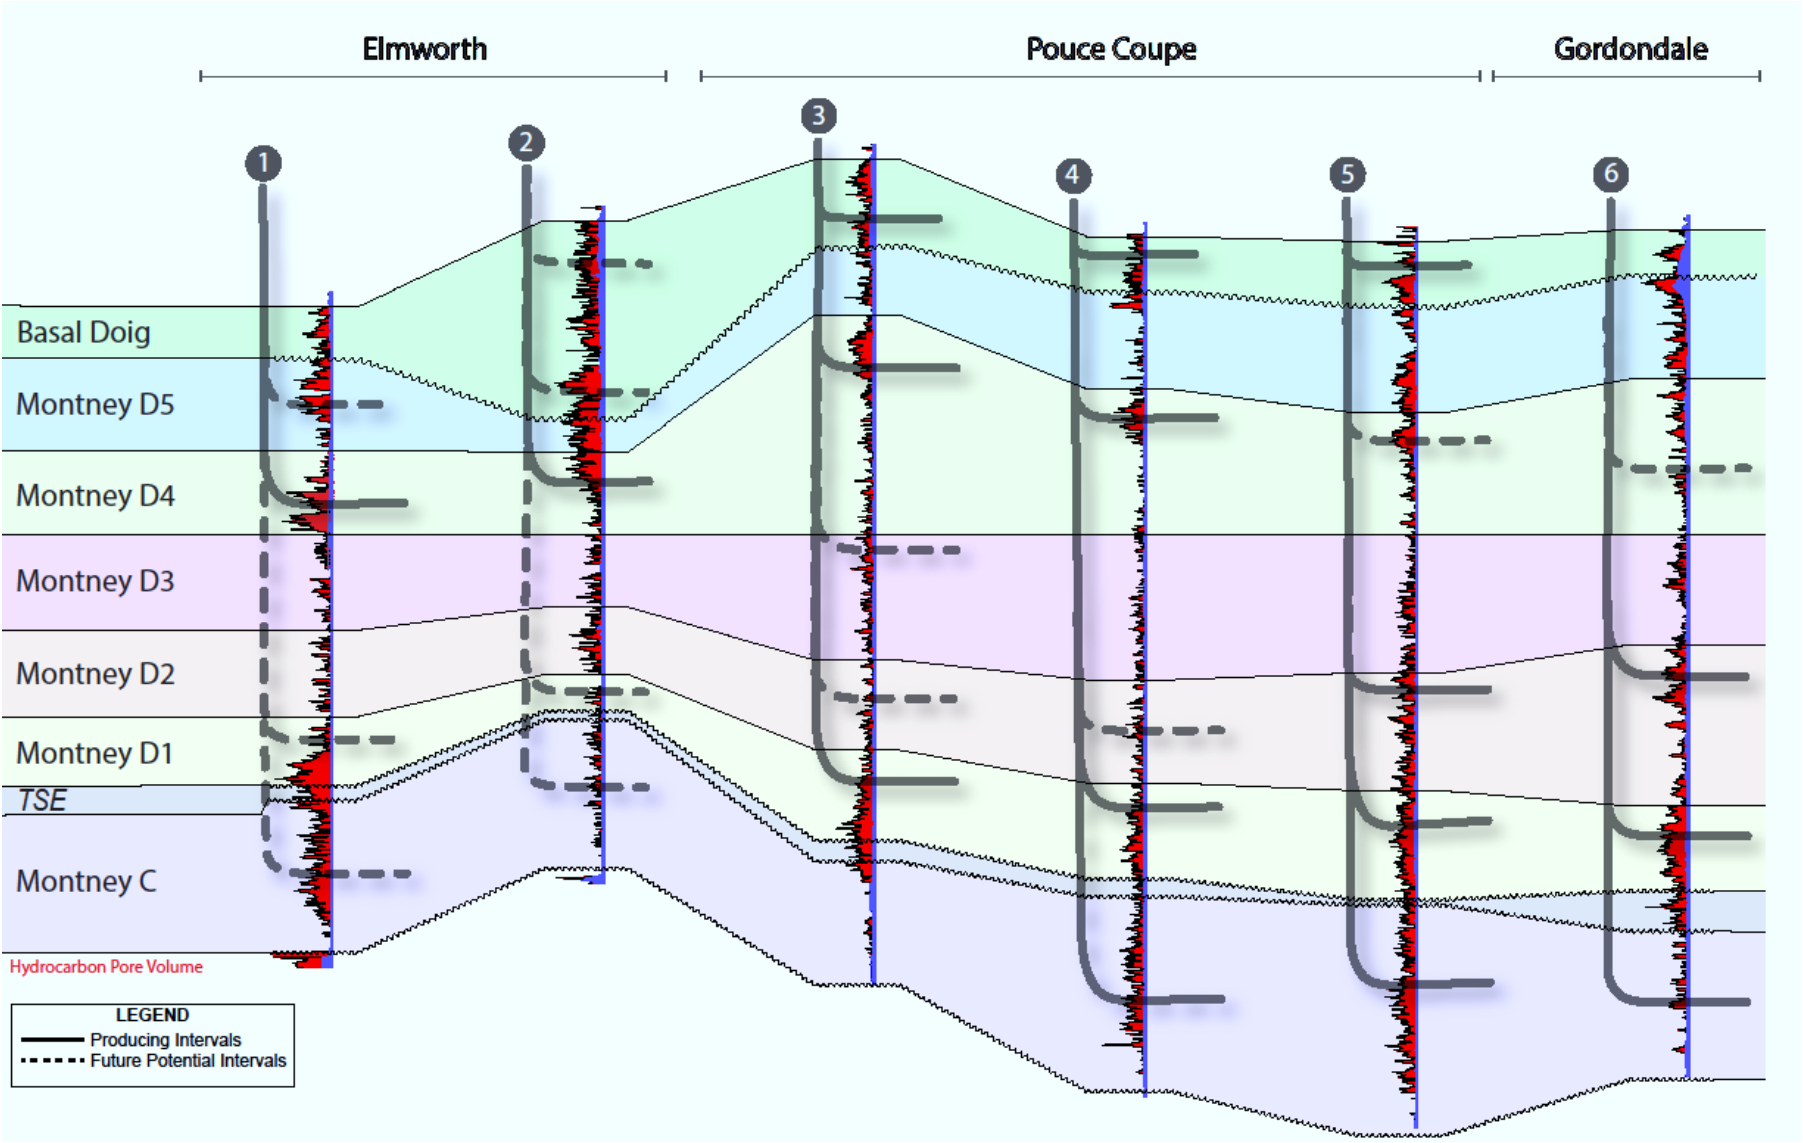 Elmworth
Pouce Coupe
Gordondale
1
2
3
4
5
6
Basal Doig
Montney D5
Montney D4
Montney D3
Montney D2
Montney D1
TSE
Montney C
Hydrocarbon Pore Volume
LEGEND
Producing Intervals
Future Potential Intervals